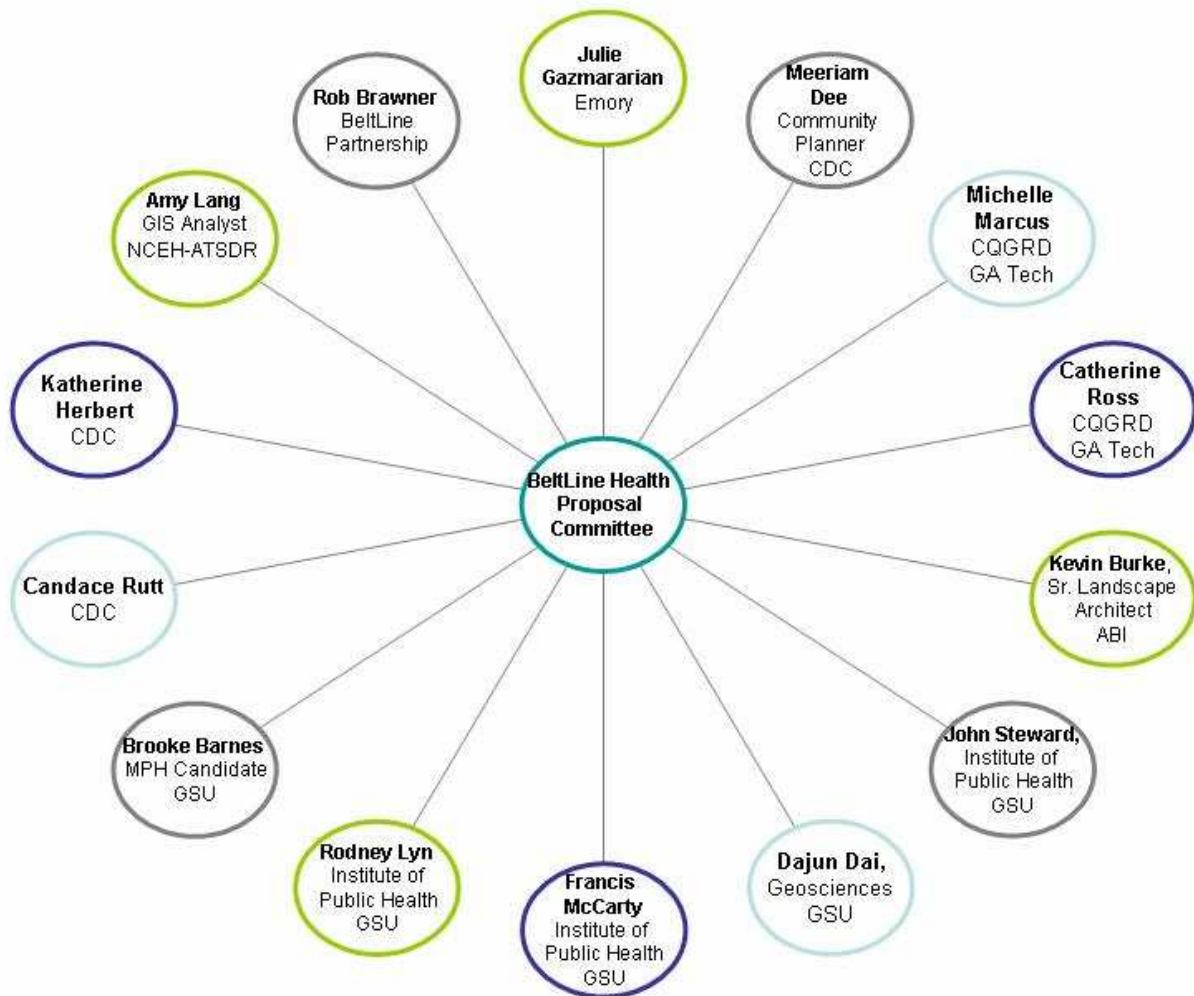 Julie
Gazmararian
Emory
Meeriam
Dee
Community
Planner
CDC
Michelle
Marcus
CQGRD
GA Tech
Catherine
Ross
CQGRD
GA Tech
Kevin Burke,
Sr. Landscape
Architect
ABI
John Steward,
Institute of
Public Health
GSU
Dajun Dai,
Geosciences
GSU
Francis
McCarty
Institute of
Public Health
GSU
Rodney Lyn
Institute of
Public Health
GSU
Brooke Barnes
MPH Candidate
GSU
Candace Rutt
CDC
Katherine
Herbert
CDC
Amy Lang
GIS Analyst
NCEH-ATSDR
Rob Brawner
BeltLine
Partnership
BeltLine Health
Proposal
Committee